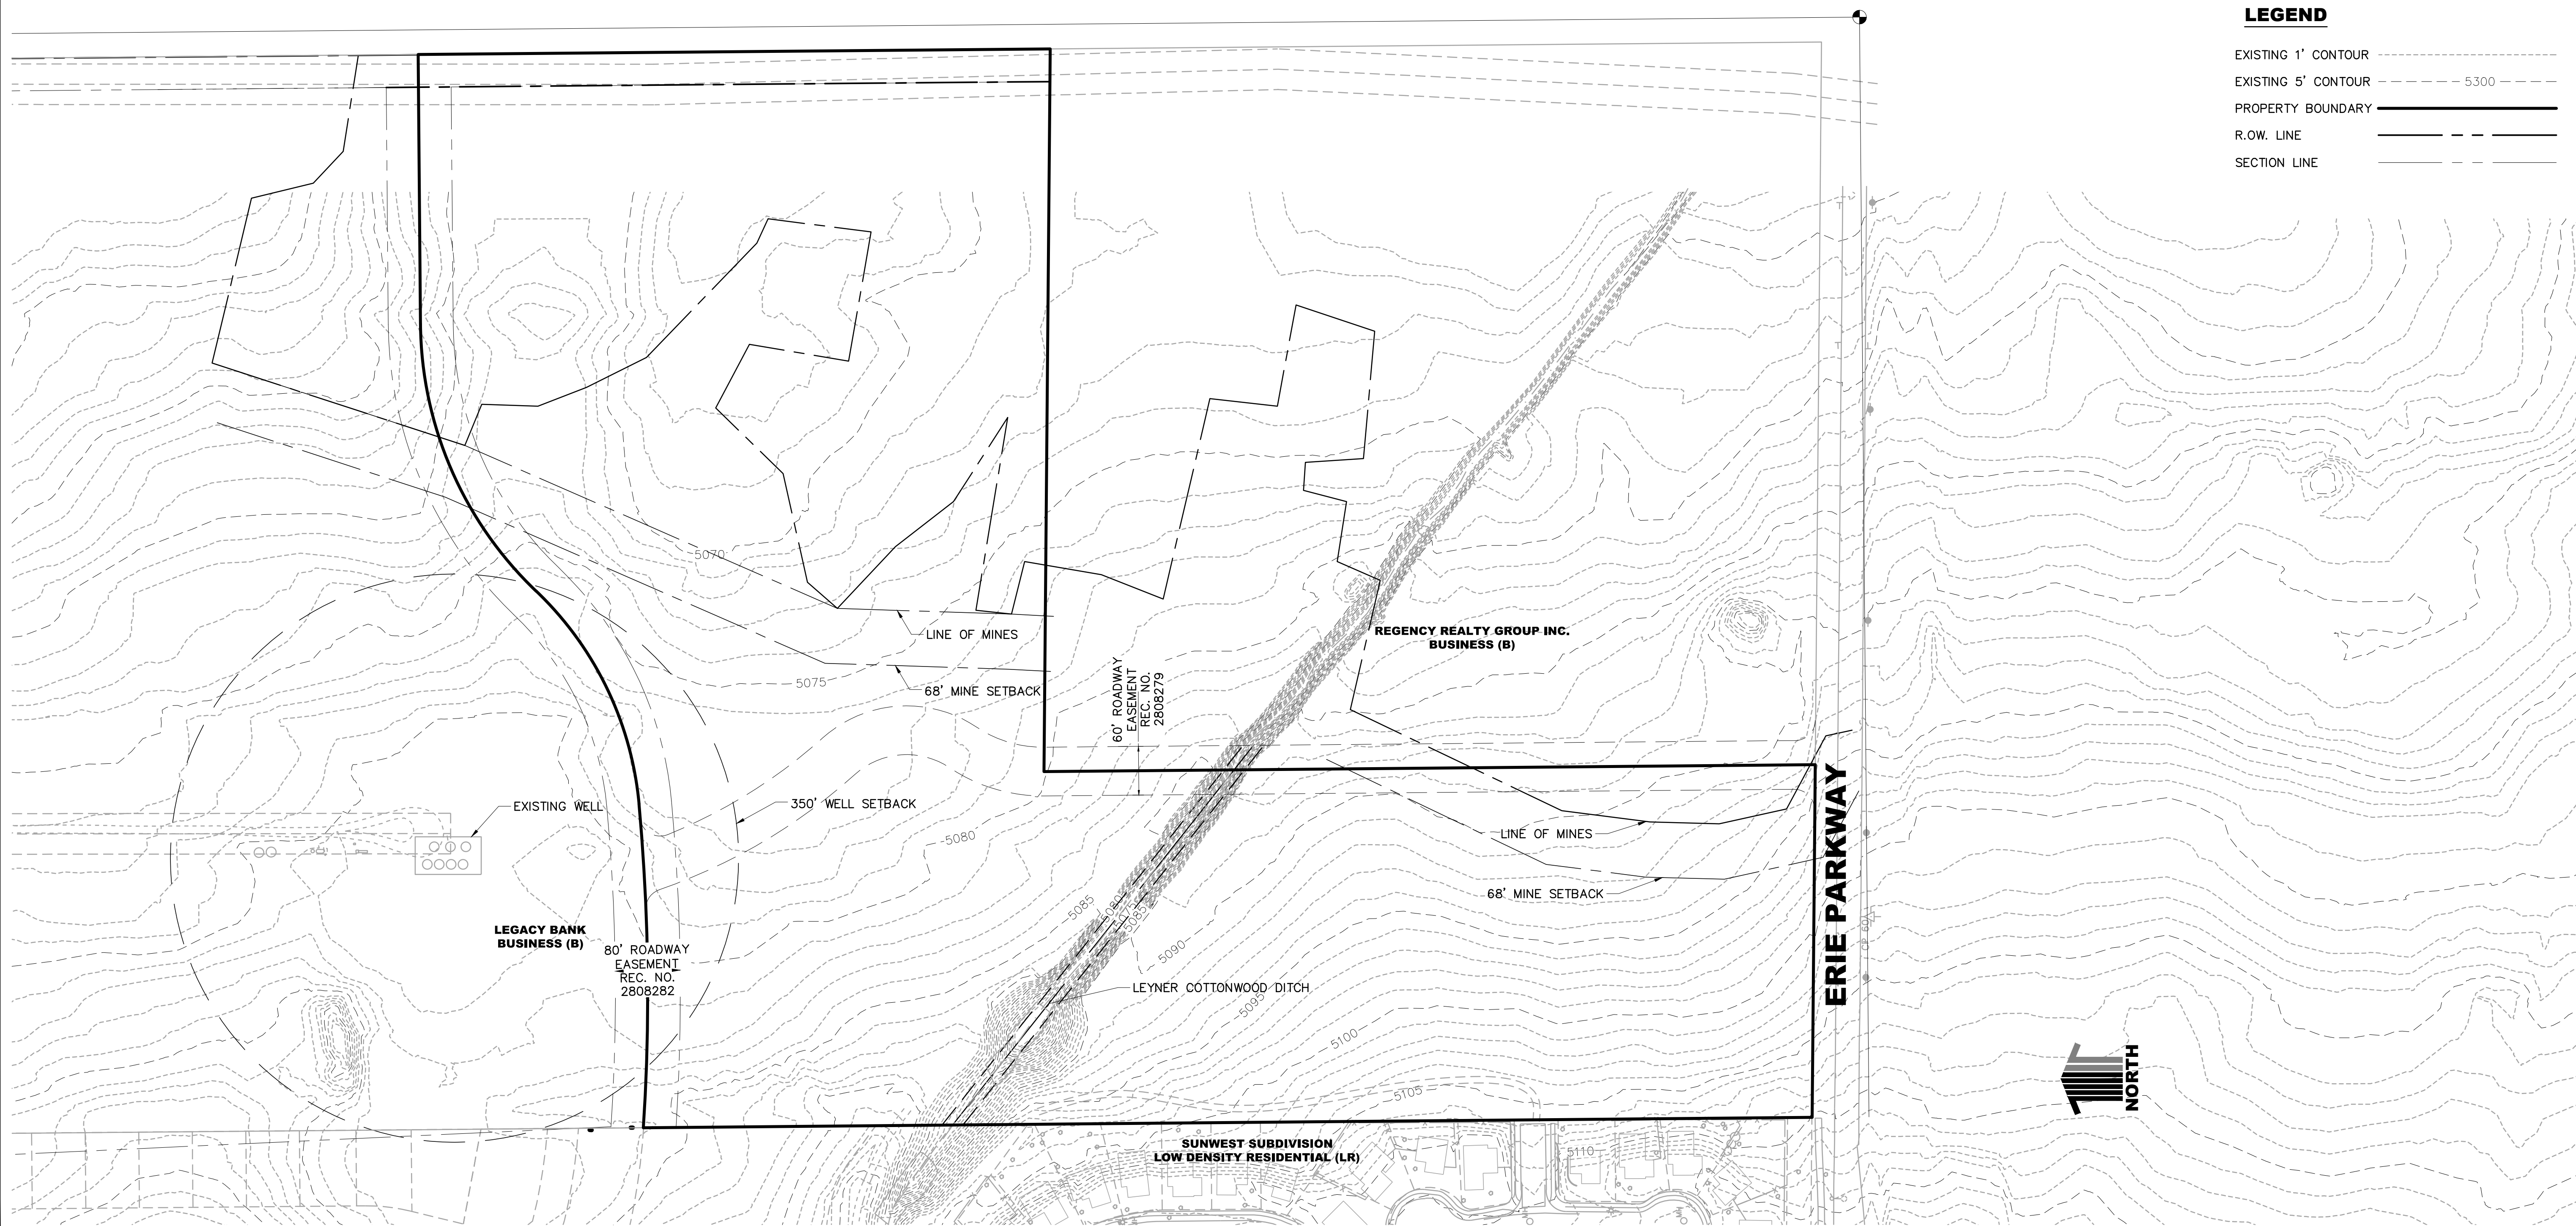 LEGEND
EXISTING 1' CONTOUR
EXISTING 5' CONTOUR
5300
PROPERTY BOUNDARY
R.OW. LINE
SECTION LINE
5070
LINE OF MINES
5075
68' MINE SETBACK
60' ROADWAY
EASEMENT
REC. NO.
2808279
REGENCY REALTY GROUP INC.
BUSINESS (B)
EXISTING WELL
350' WELL SETBACK
5080
LINE OF MINES
68' MINE SETBACK
ERIE PARKWAY
LEGACY BANK
BUSINESS (B)
80' ROADWAY
EASEMENT
REC. NO.
2808282
5085
5080
5075
5085
5090
LEYNER COTTONWOOD DITCH
5095
5100
5105
5110
SUNWEST SUBDIVISION
LOW DENSITY RESIDENTIAL (LR)
NORTH